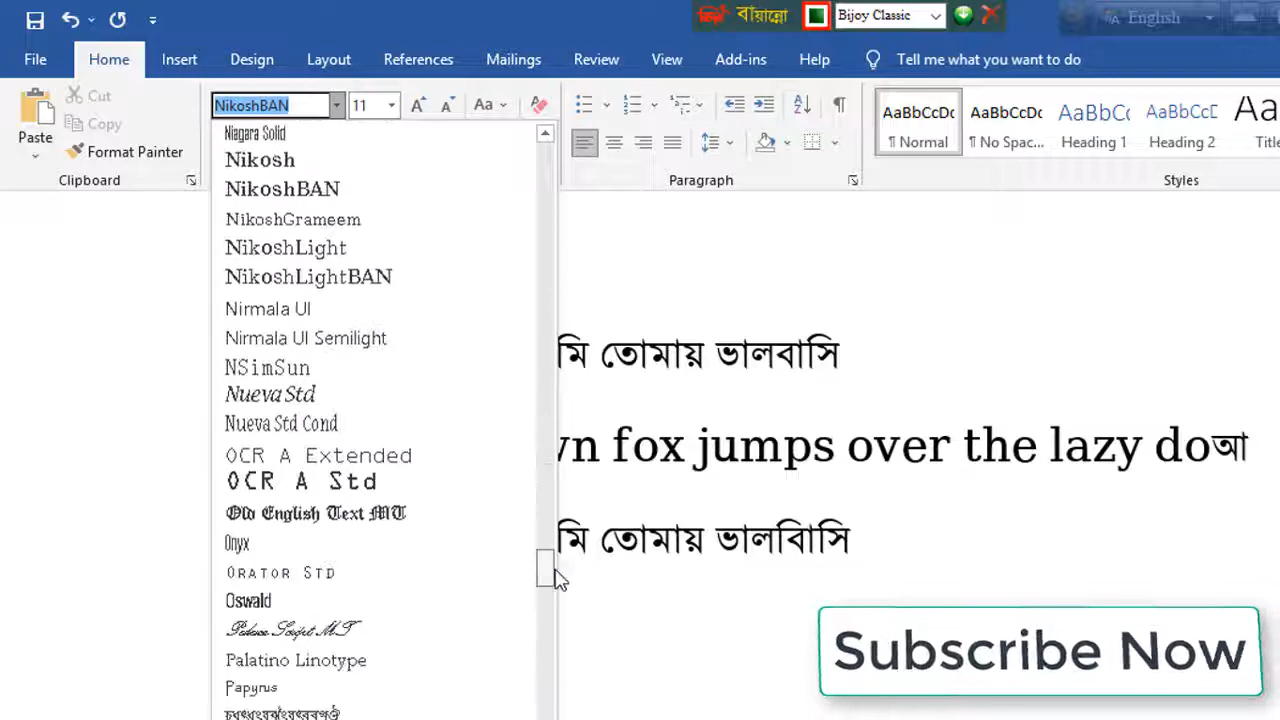 বায়ান্নো
Bijoy Classic
English
File
Home
Insert
Design
Layout
References
Mailings
Review
View
Add-ins
Help
Tell me what you want to do
Paste
Cut
Copy
Format Painter
Clipboard
NikoshBAN
11
Aa
Paragraph
AaBbCcDc
¶ Normal
AaBbCcDc
¶ No Spac...
AaBbCc
Heading 1
AaBbCcD
Heading 2
AaB
Title
Styles
Niagara Solid
Nikosh
NikoshBAN
NikoshGrameem
NikoshLight
NikoshLightBAN
Nirmala UI
Nirmala UI Semilight
NSimSun
Nueva Std
Nueva Std Cond
OCR A Extended
OCR A Std
Old English Text MT
Onyx
Orator Std
Oswald
Palace Script MT
Palatino Linotype
Papyrus
মি তোমায় ভালবাসি
wn fox jumps over the lazy doআ
মি তোমায় ভালবিাসি
Subscribe Now